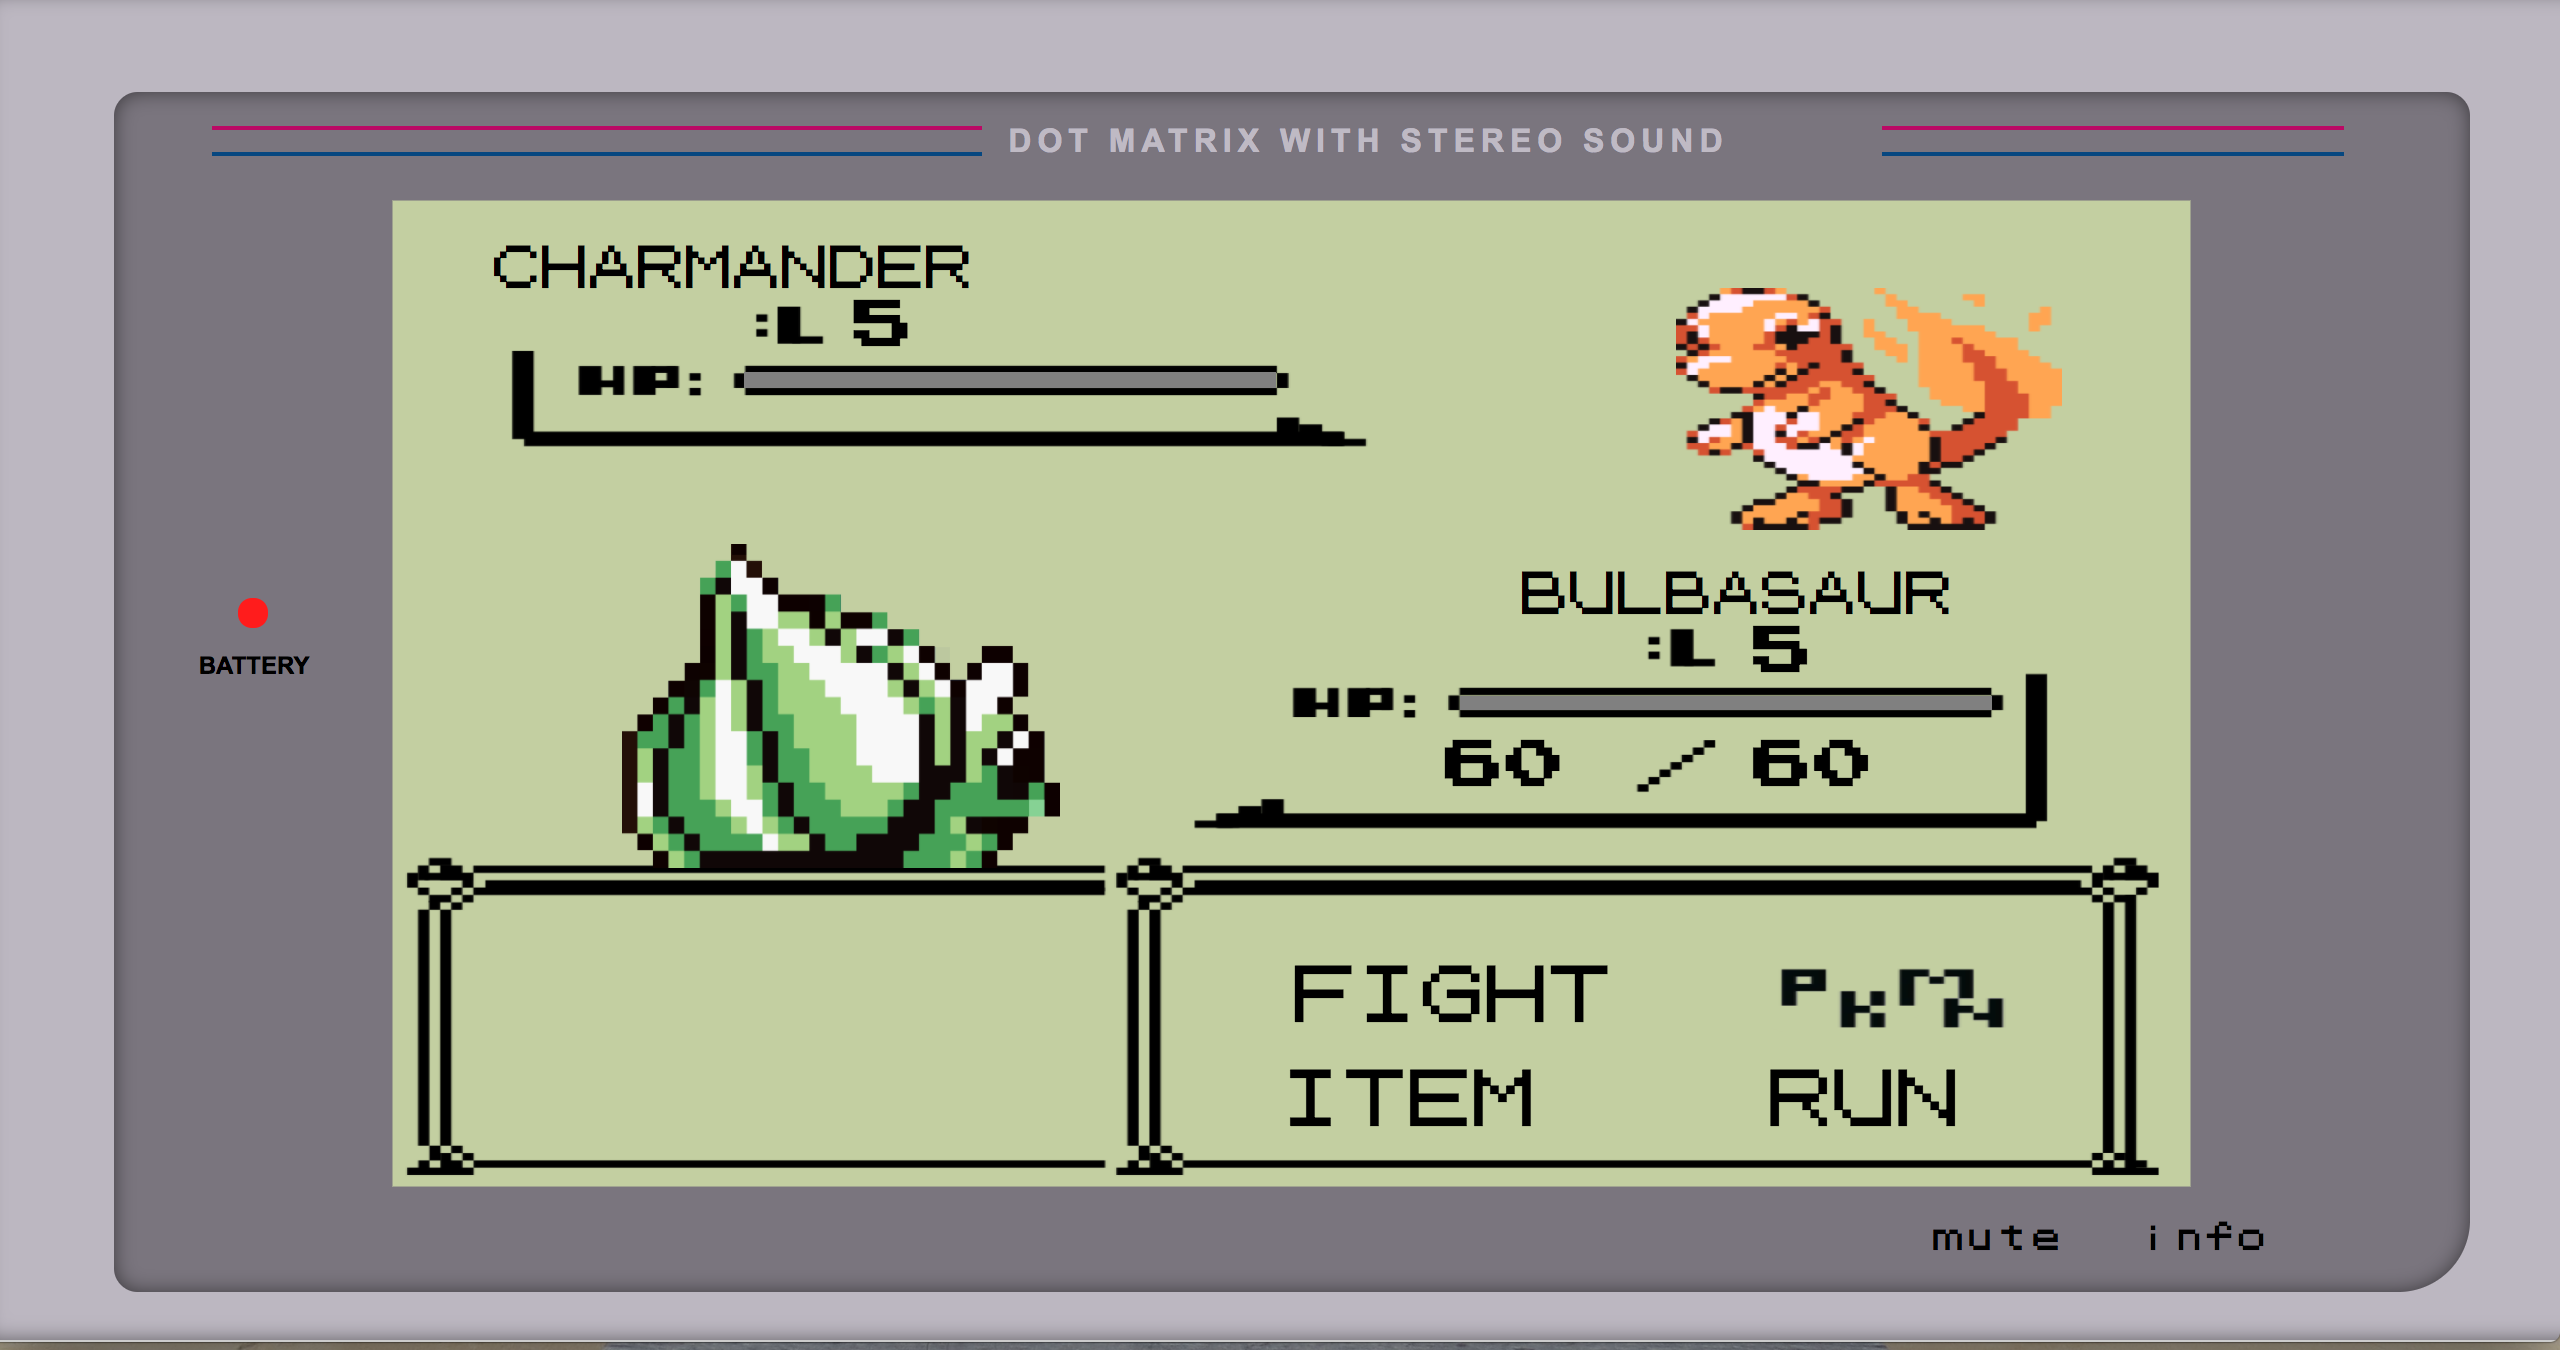 DOT MATRIX WITH STEREO SOUND
CHARMANDER
:L 5
HP:
BULBASAUR
:L 5
HP:
60 / 60
BATTERY
FIGHT PKMN
ITEM RUN
mute info